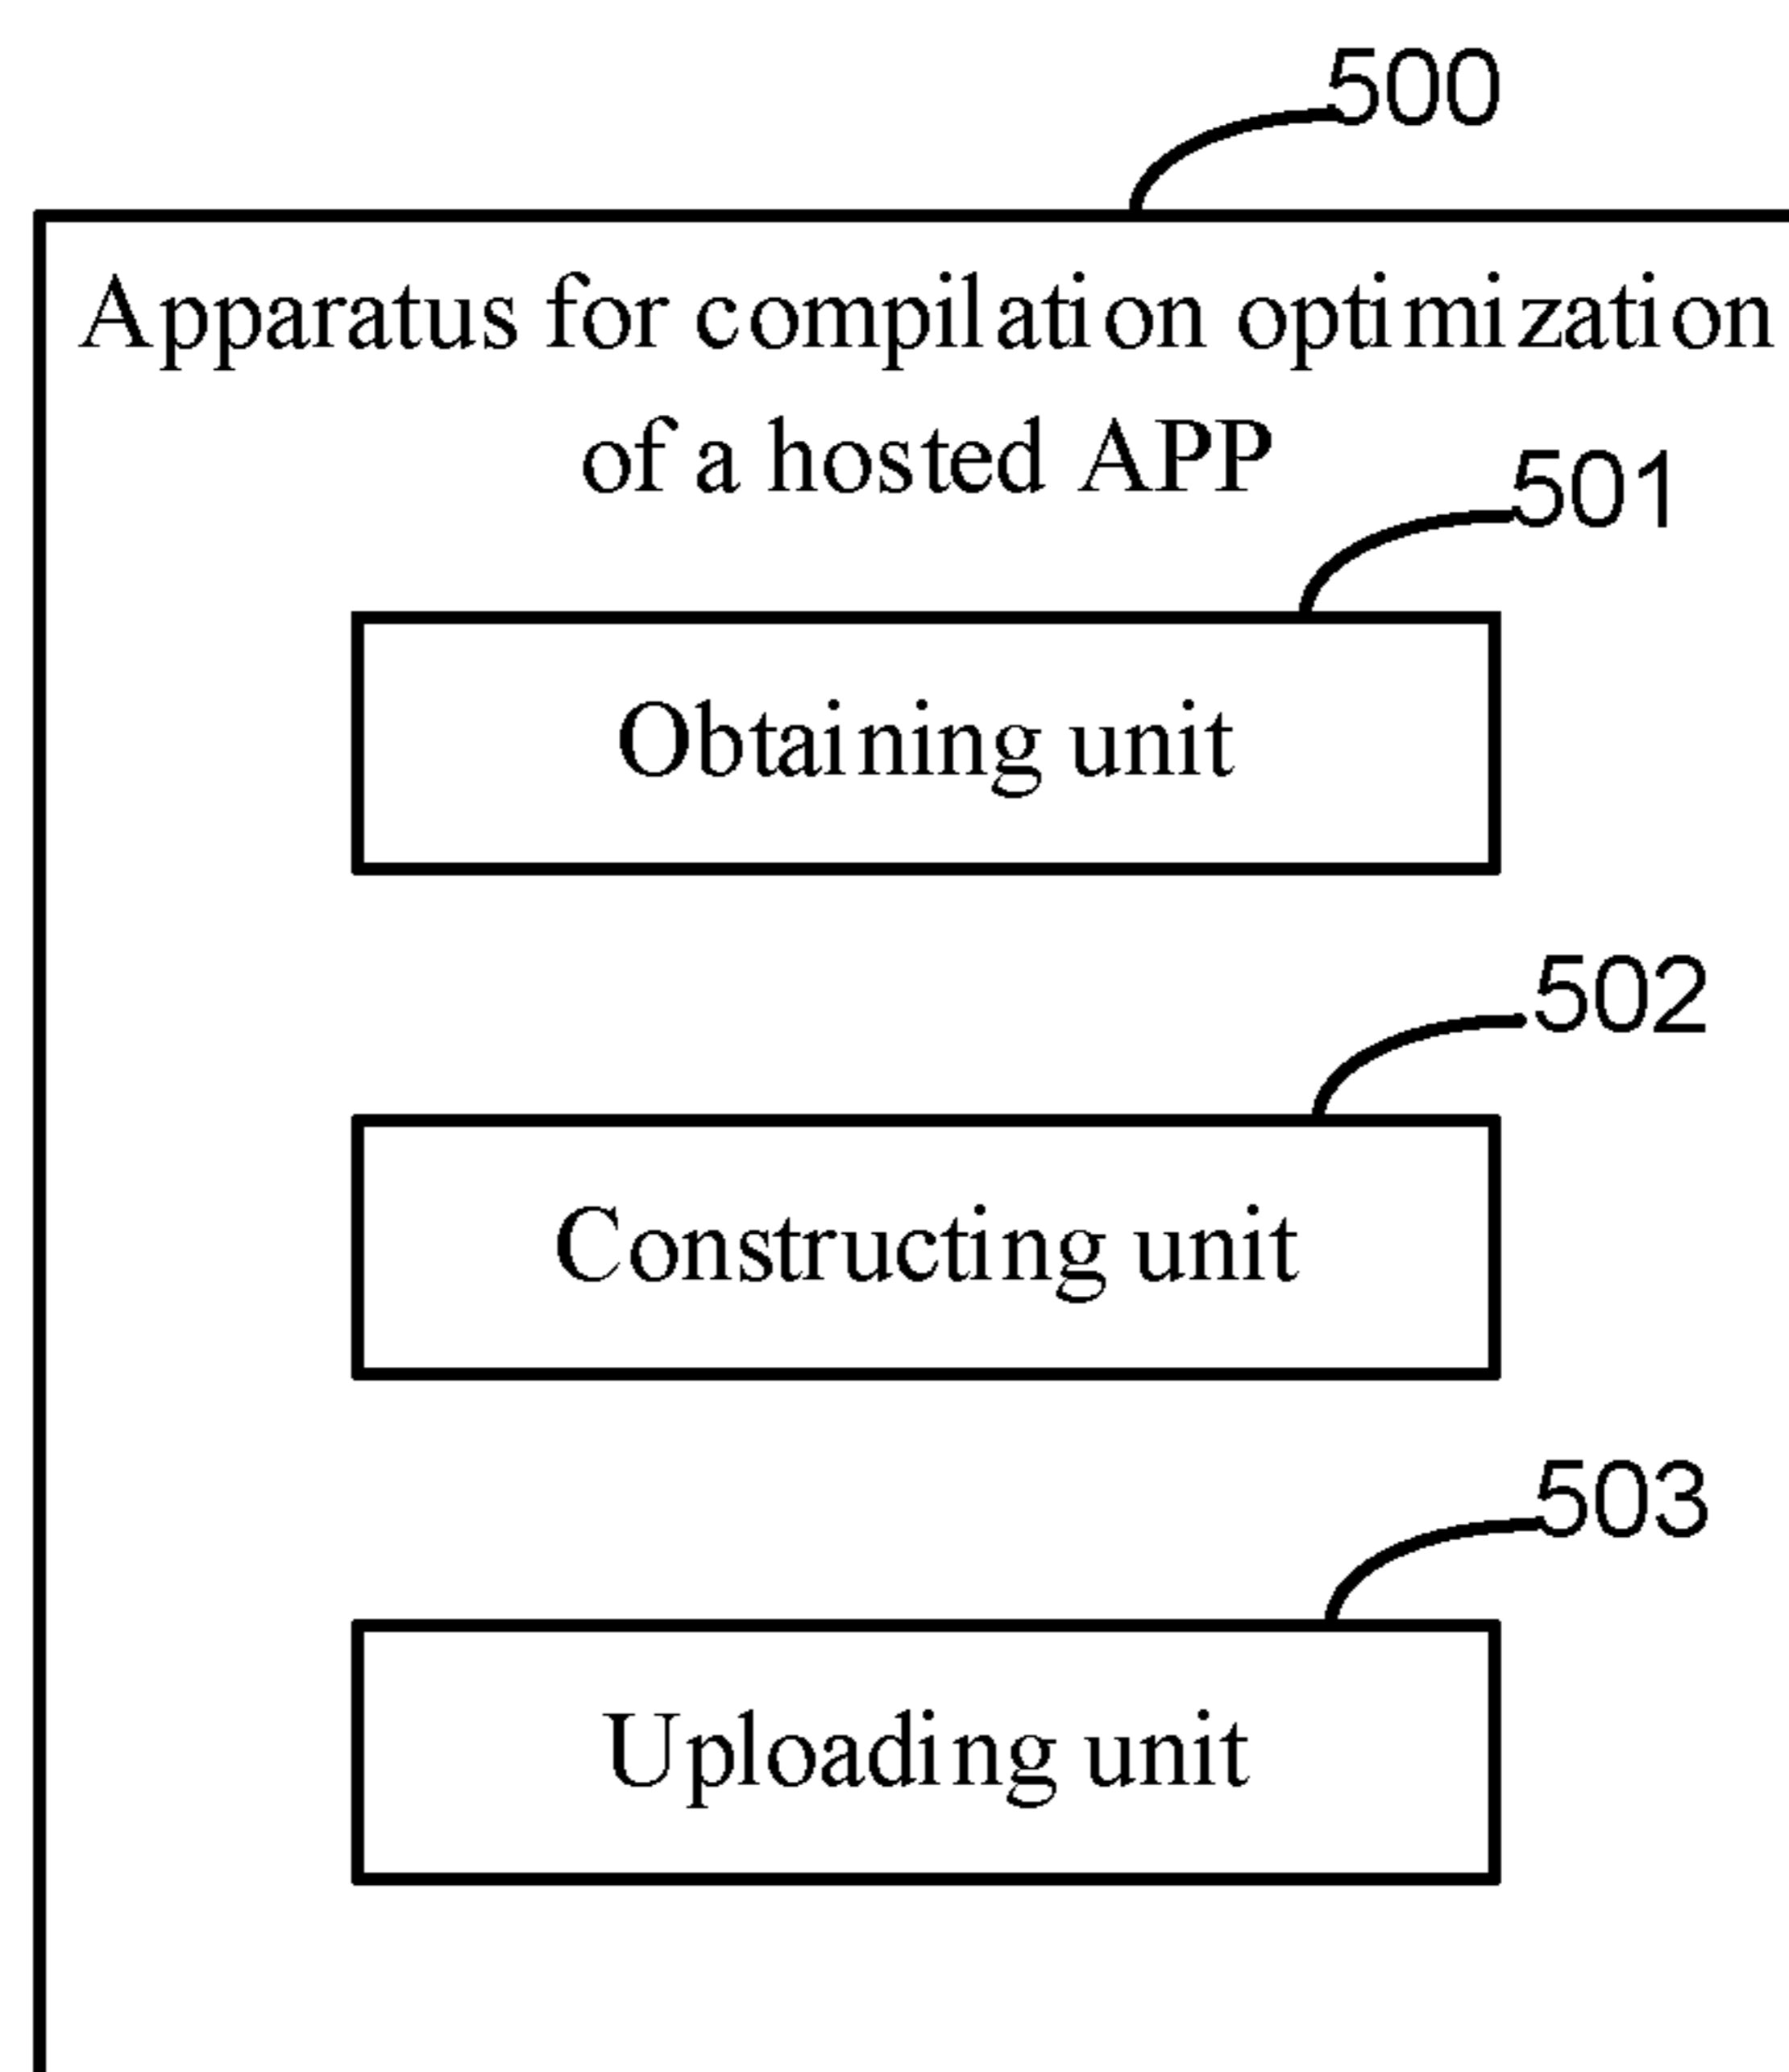 500
Apparatus for compilation optimization
of a hosted APP
501
Obtaining unit
502
Constructing unit
503
Uploading unit